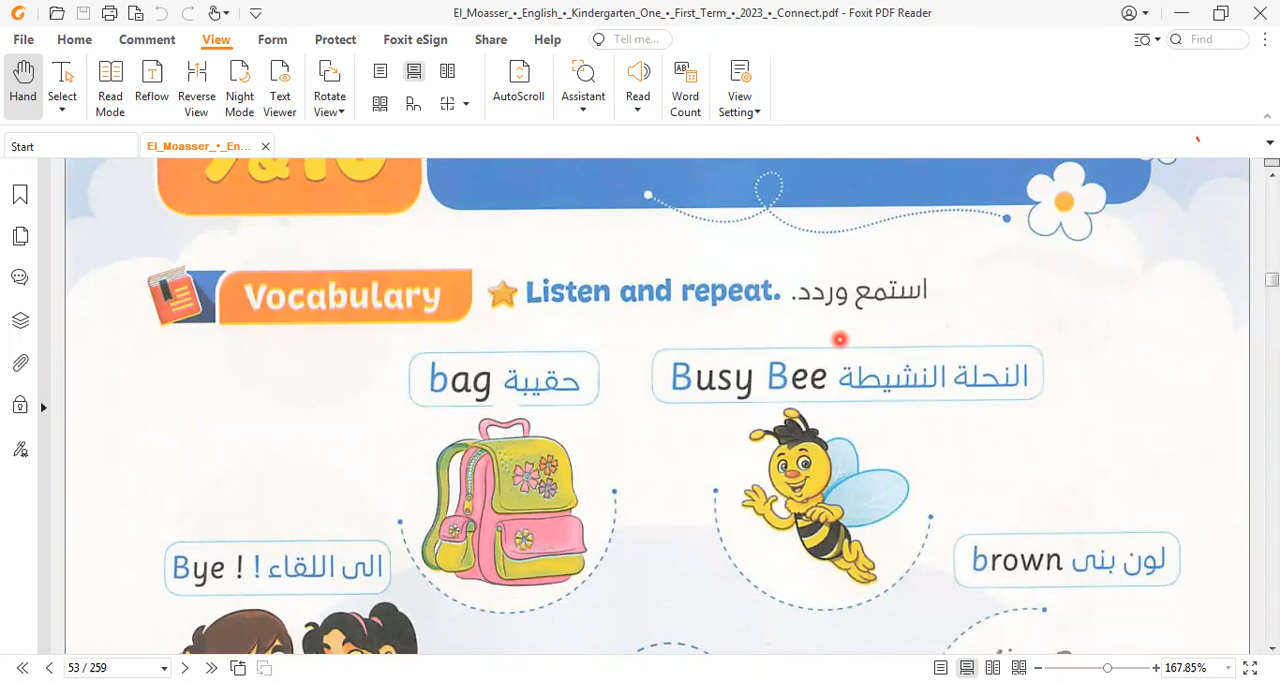 El_Moasser_•_English_•_Kindergarten_One_•_First_Term_•_2023_•_Connect.pdf - Foxit PDF Reader
File Home Comment View Form Protect Foxit eSign Share Help Tell me... Find
Hand Select Read Mode Reflow Reverse View Night Mode Text Viewer Rotate View AutoScroll Assistant Read Word Count View Setting
Start El_Moasser_•_En...
Vocabulary Listen and repeat. استمع وردد.
bag حقيبة
Busy Bee النحلة النشيطة
Bye ! الى اللقاء !
brown لون بنى
53 / 259 167.85%